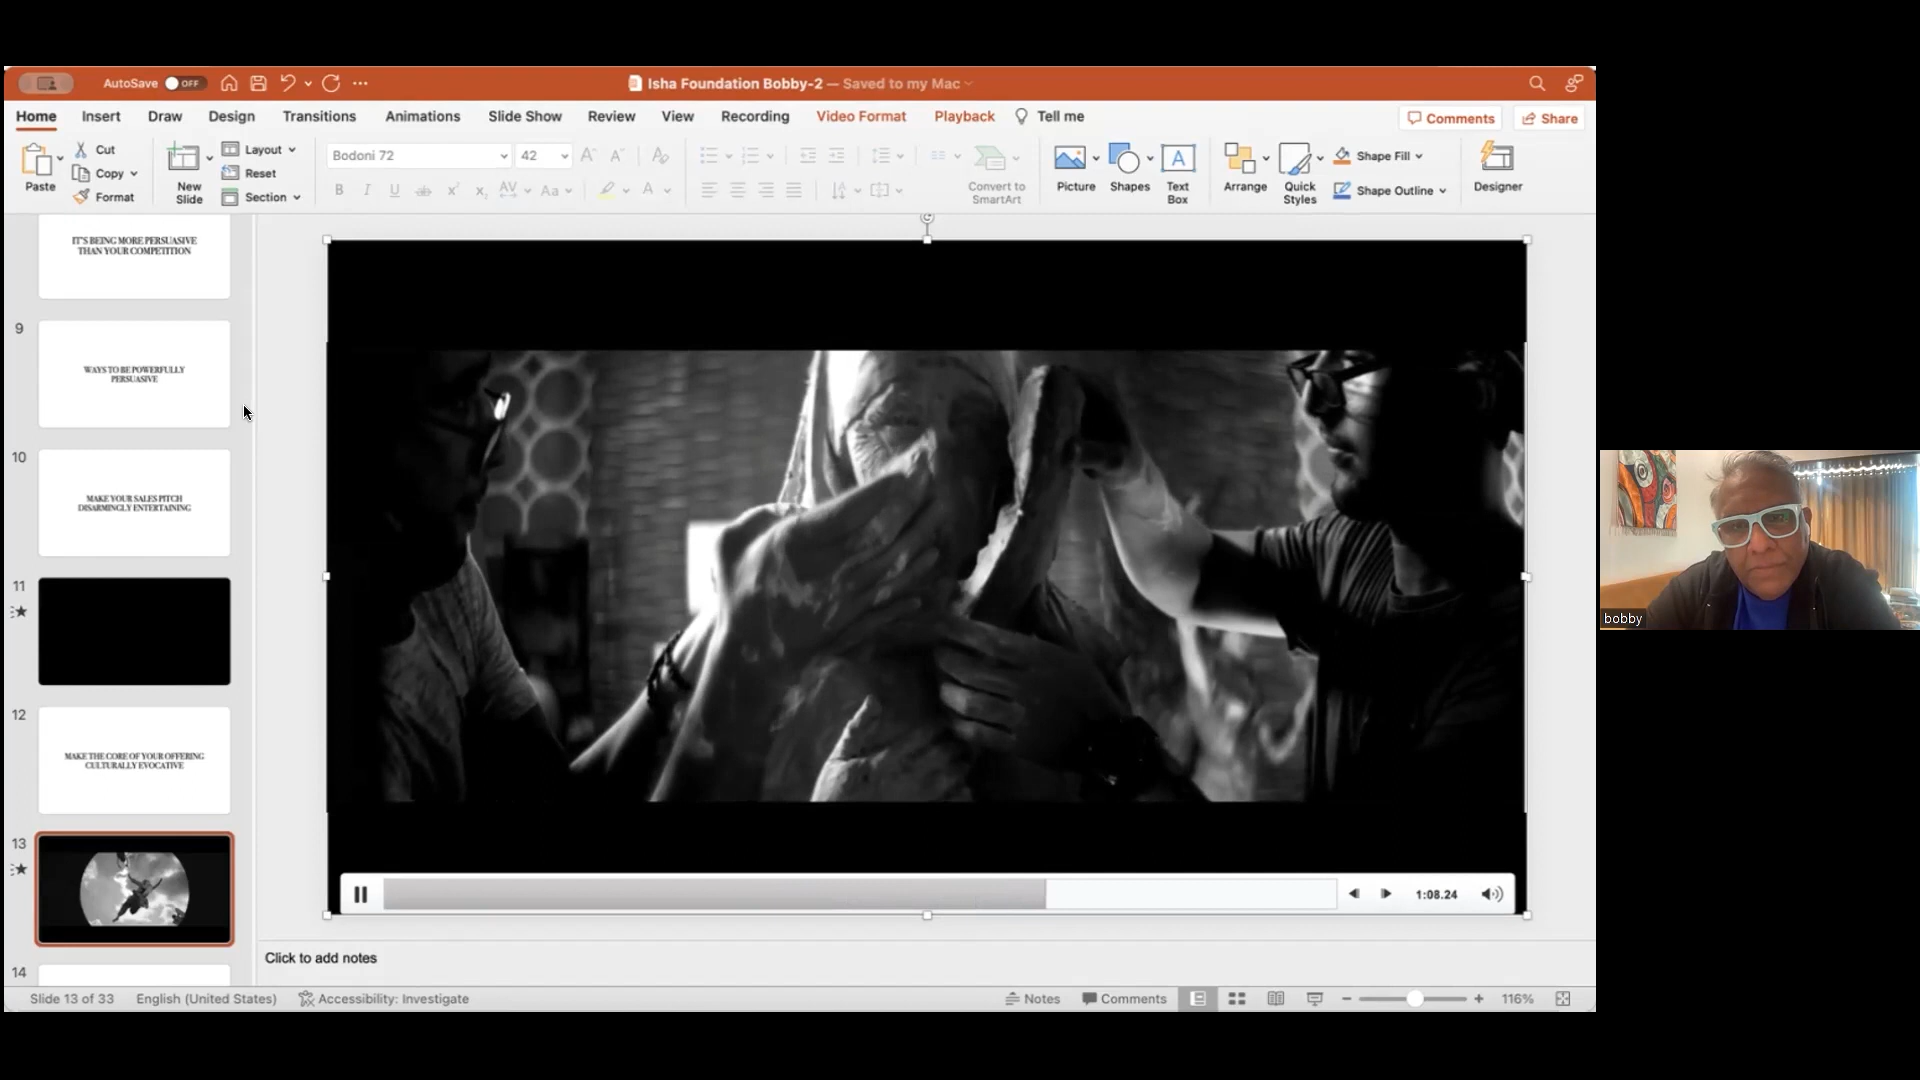 AutoSave OFF
Isha Foundation Bobby-2 — Saved to my Mac
Home Insert Draw Design Transitions Animations Slide Show Review View Recording Video Format Playback Tell me
Comments Share
Paste
Cut
Copy
Format
New
Slide
Layout
Reset
Section
Bodoni 72
42
Convert to
SmartArt
Picture
Shapes
Text
Box
Arrange
Quick
Styles
Shape Fill
Shape Outline
Designer
IT'S BEING MORE PERSUASIVE
THAN YOUR COMPETITION
9
WAYS TO BE POWERFULLY
PERSUASIVE
10
MAKE YOUR SALES PITCH
DISARMINGLY ENTERTAINING
11
12
MAKE THE CORE OF YOUR OFFERING
CULTURALLY EVOCATIVE
13
14
1:08.24
bobby
Click to add notes
Slide 13 of 33 English (United States) Accessibility: Investigate
Notes Comments 116%